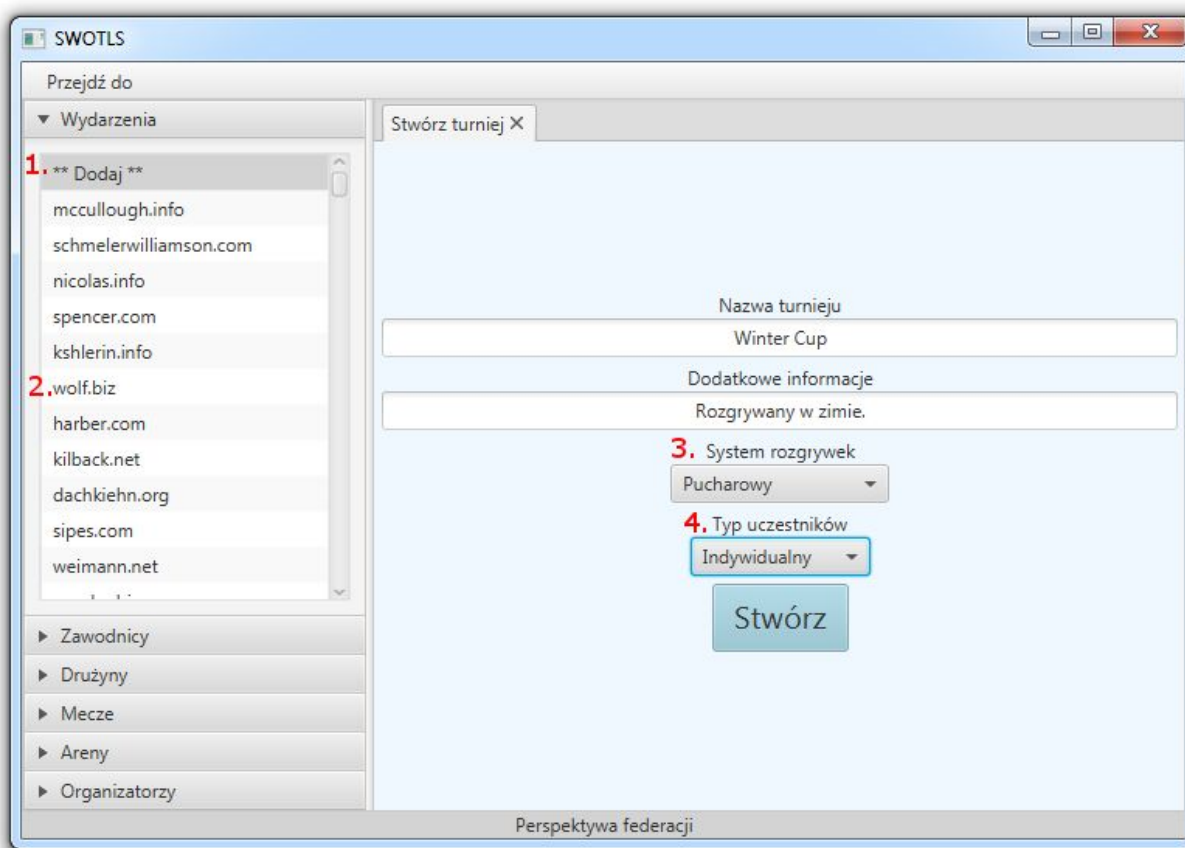 SWOTLS
Przejdź do
Wydarzenia
1. ** Dodaj **
mccullough.info
schmelerwilliamson.com
nicolas.info
spencer.com
kshlerin.info
2. wolf.biz
harber.com
kilback.net
dachkiehn.org
sipes.com
weimann.net
Zawodnicy
Drużyny
Mecze
Areny
Organizatorzy
Stwórz turniej
Nazwa turnieju
Winter Cup
Dodatkowe informacje
Rozgrywany w zimie.
3. System rozgrywek
Pucharowy
4. Typ uczestników
Indywidualny
Stwórz
Perspektywa federacji